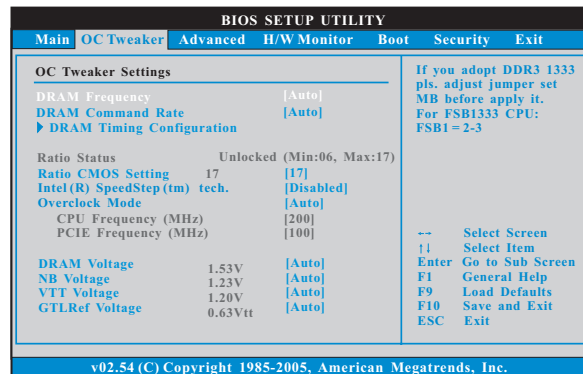 BIOS SETUP UTILITY
Main OC Tweaker Advanced H/W Monitor Boot Security Exit
OC Tweaker Settings
DRAM Frequency [Auto]
DRAM Command Rate [Auto]
DRAM Timing Configuration
Ratio Status Unlocked (Min:06, Max:17)
Ratio CMOS Setting 17 [17]
Intel (R) SpeedStep (tm) tech. [Disabled]
Overclock Mode [Auto]
CPU Frequency (MHz) [200]
PCIE Frequency (MHz) [100]
DRAM Voltage 1.53V [Auto]
NB Voltage 1.23V [Auto]
VTT Voltage 1.20V [Auto]
GTLRef Voltage 0.63Vtt [Auto]
If you adopt DDR3 1333
pls. adjust jumper set
MB before apply it.
For FSB1333 CPU:
FSB1 = 2-3
←→ Select Screen
↑↓ Select Item
Enter Go to Sub Screen
F1 General Help
F9 Load Defaults
F10 Save and Exit
ESC Exit
v02.54 (C) Copyright 1985-2005, American Megatrends, Inc.